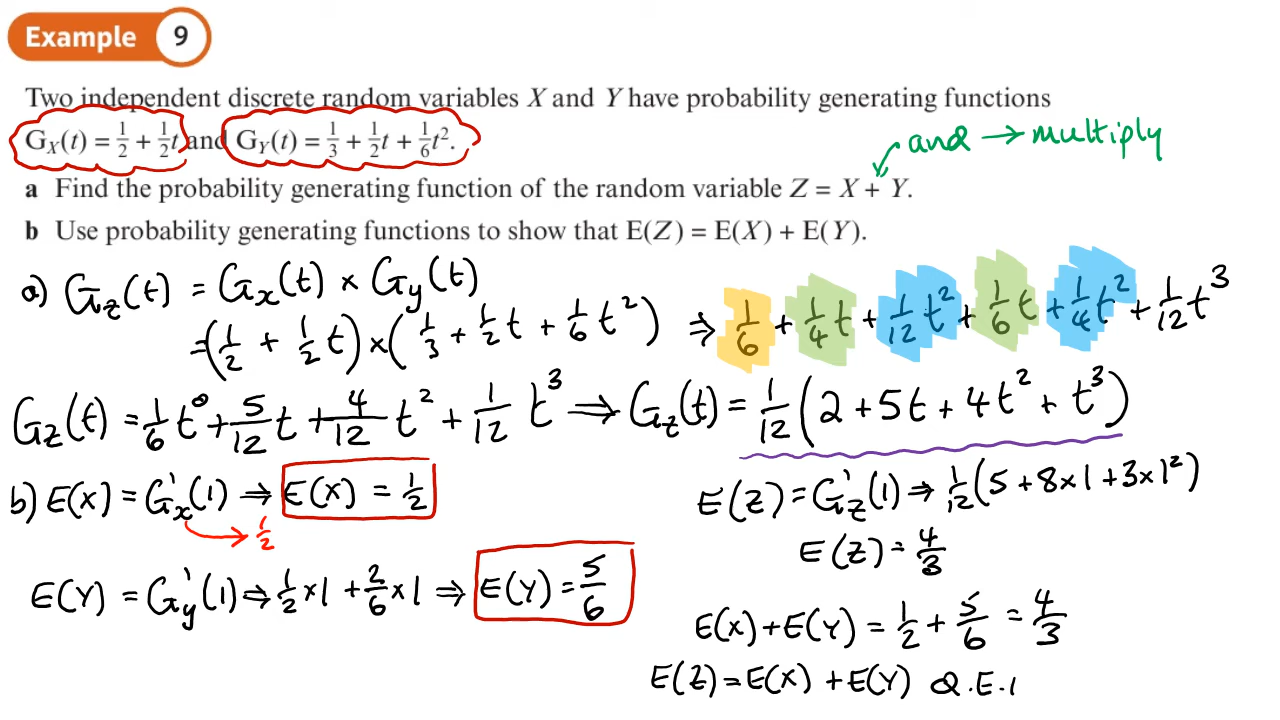 Example 9
Two independent discrete random variables X and Y have probability generating functions
G_X(t) = 1/2 + 1/2 t and G_Y(t) = 1/3 + 1/2 t + 1/6 t².
and → multiply
a Find the probability generating function of the random variable Z = X + Y.
b Use probability generating functions to show that E(Z) = E(X) + E(Y).
a) G_z(t) = G_x(t) × G_y(t)
= (1/2 + 1/2 t) × (1/3 + 1/2 t + 1/6 t²) ⇒ 1/6 + 1/4 t + 1/12 t² + 1/6 t + 1/4 t² + 1/12 t³
G_z(t) = 1/6 t⁰ + 5/12 t + 4/12 t² + 1/12 t³ ⇒ G_z(t) = 1/12 (2 + 5t + 4t² + t³)
b) E(X) = G'_x(1) ⇒ E(X) = 1/2
→ 1/2
E(Y) = G'_y(1) ⇒ 1/2 × 1 + 2/6 × 1 ⇒ E(Y) = 5/6
E(Z) = G'_z(1) ⇒ 1/12 (5 + 8×1 + 3×1²)
E(Z) = 4/3
E(X) + E(Y) = 1/2 + 5/6 = 4/3
E(Z) = E(X) + E(Y) Q.E.